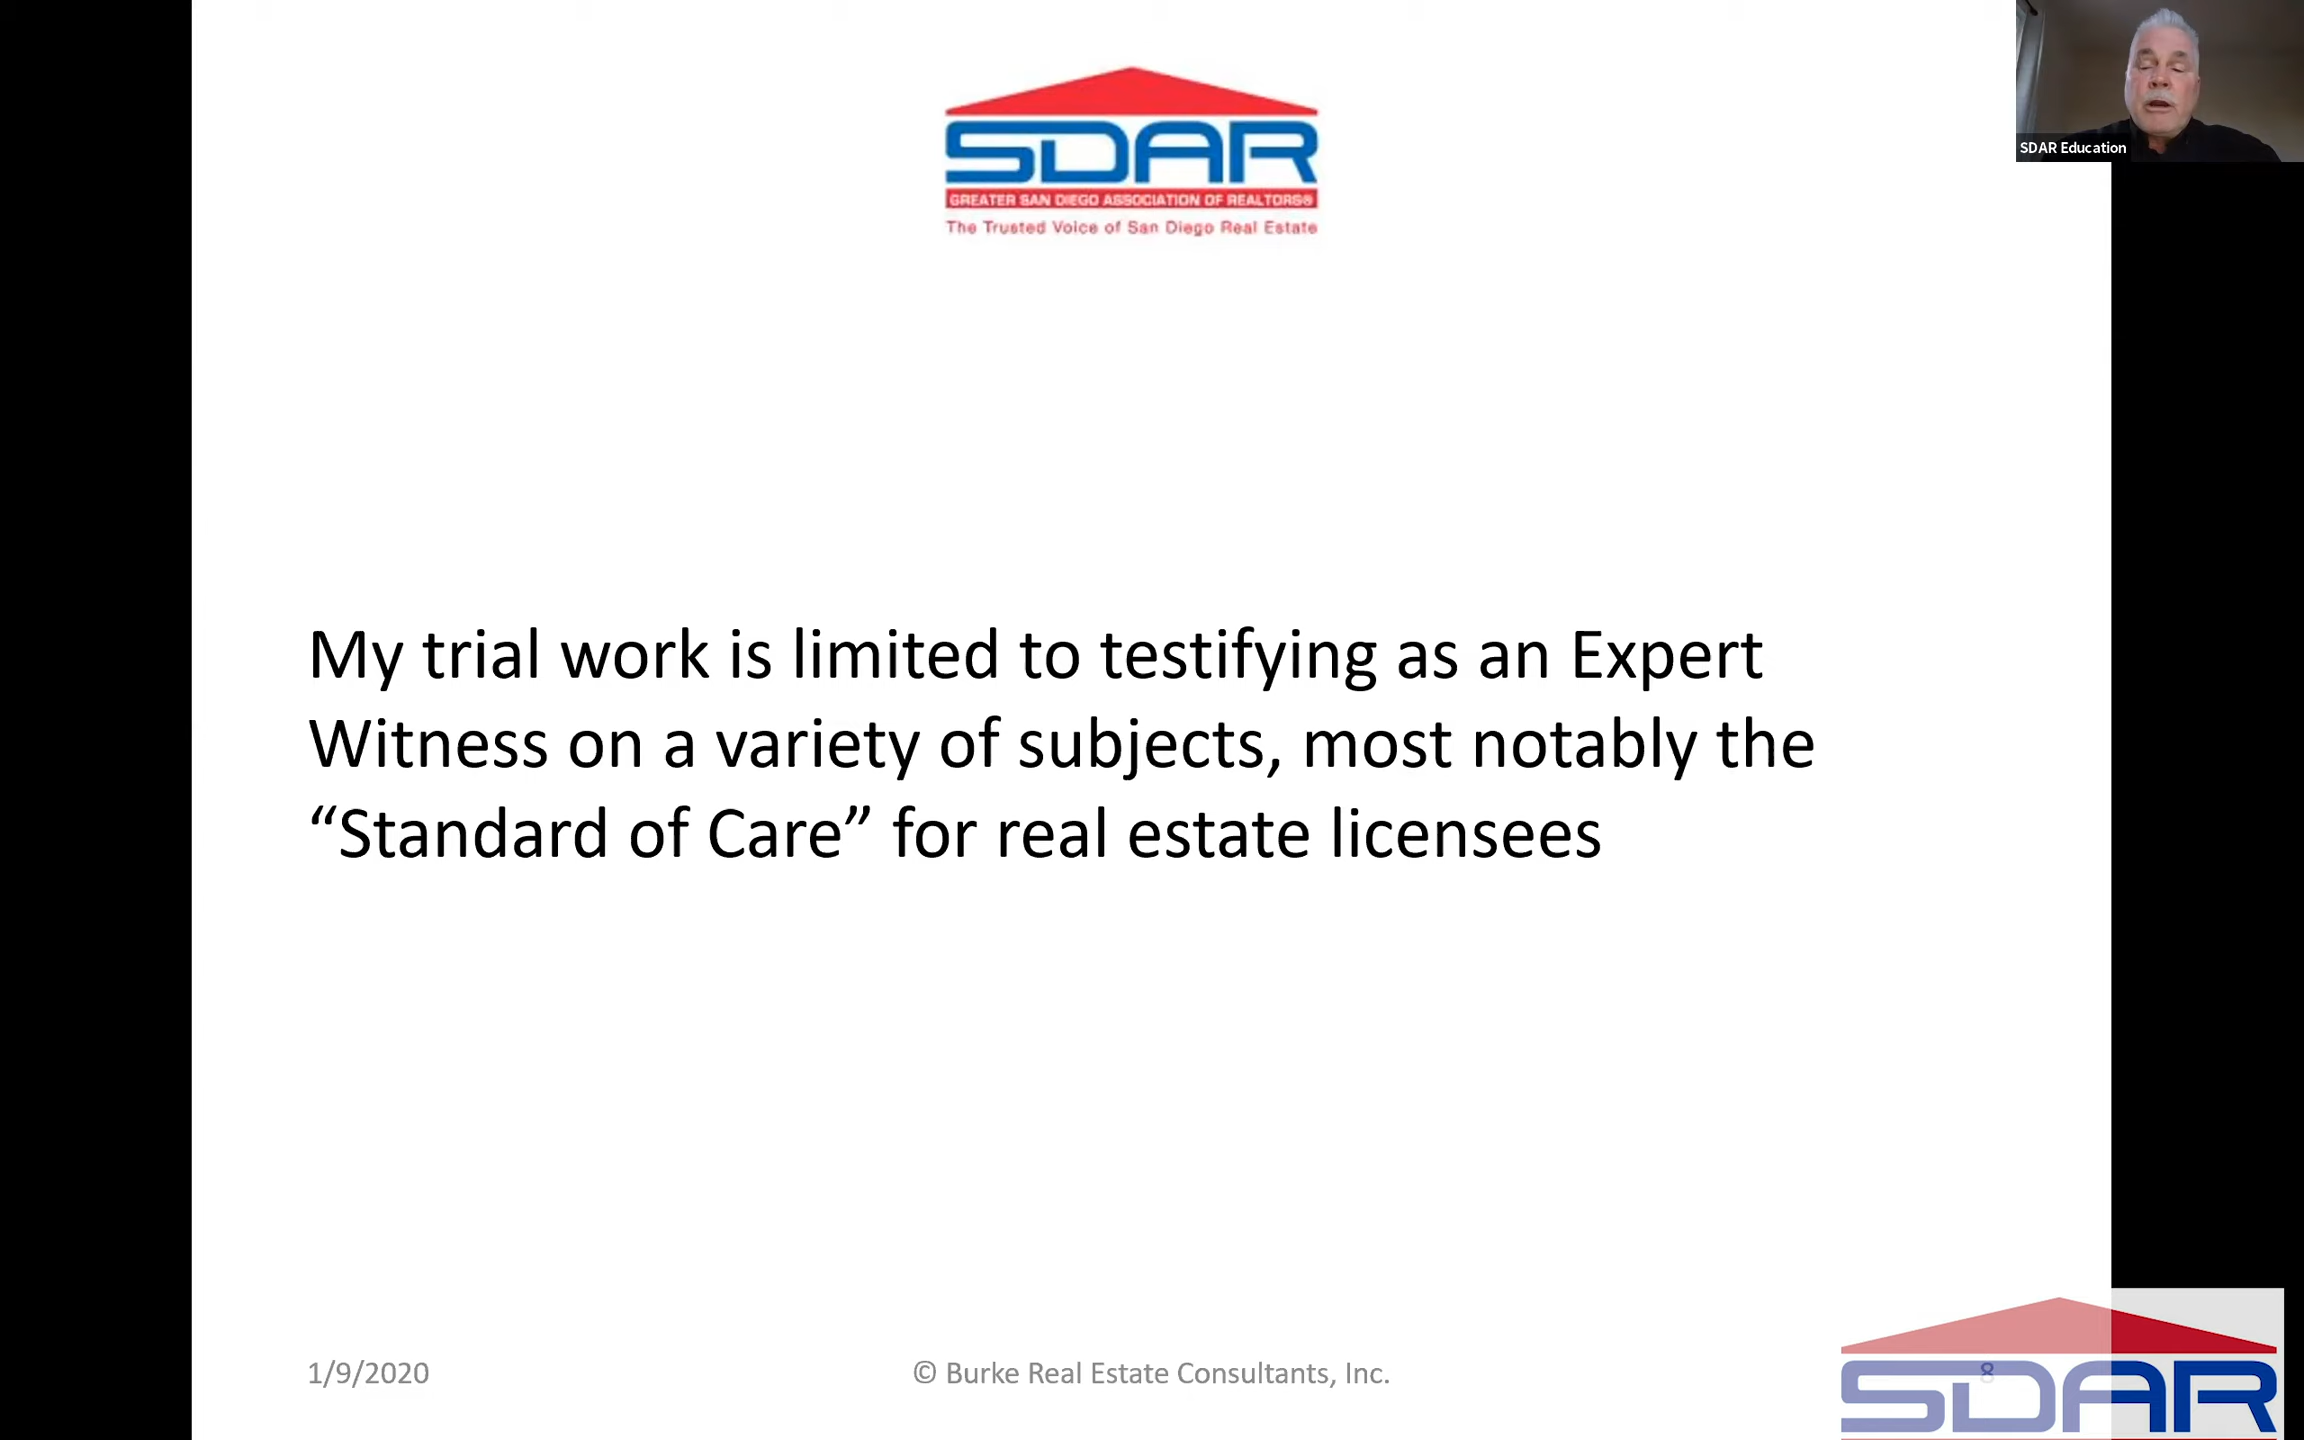 SDAR
GREATER SAN DIEGO ASSOCIATION OF REALTORS®
The Trusted Voice of San Diego Real Estate
SDAR Education
My trial work is limited to testifying as an Expert
Witness on a variety of subjects, most notably the
“Standard of Care” for real estate licensees
1/9/2020
© Burke Real Estate Consultants, Inc.
8
SDAR